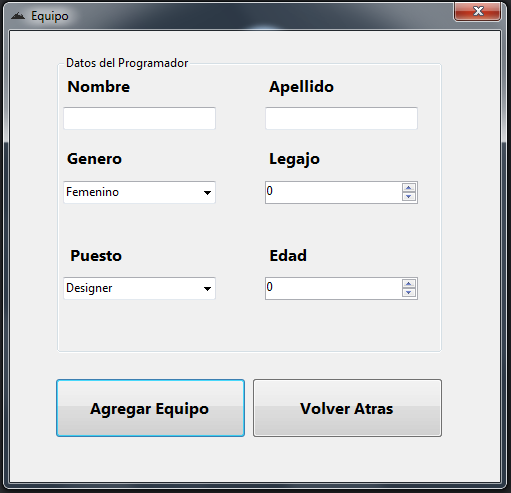 Equipo
Datos del Programador
Nombre Apellido
Genero Legajo
Femenino 0
Puesto Edad
Designer 0
Agregar Equipo Volver Atras